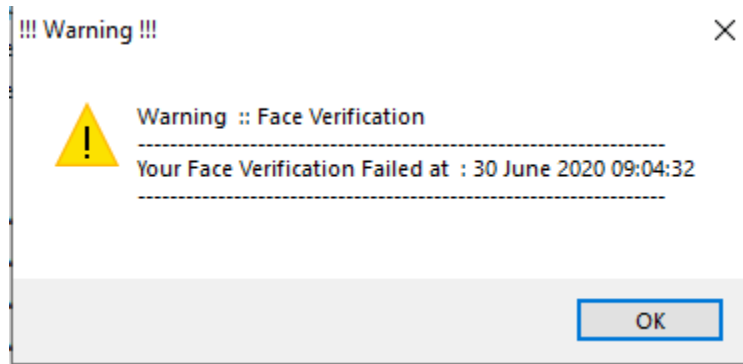 !!! Warning !!!
Warning :: Face Verification
------------------------------------------------------------------
Your Face Verification Failed at : 30 June 2020 09:04:32
------------------------------------------------------------------
OK